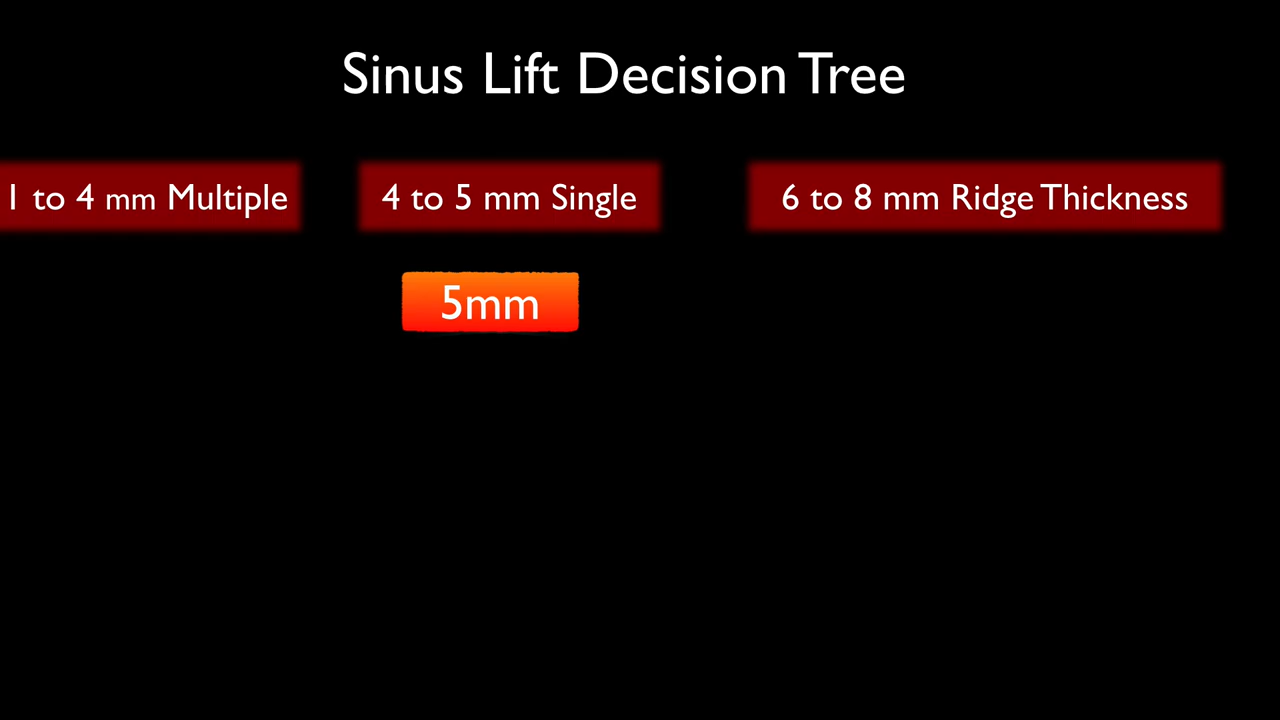 Sinus Lift Decision Tree
1 to 4 mm Multiple
4 to 5 mm Single
6 to 8 mm Ridge Thickness
5mm